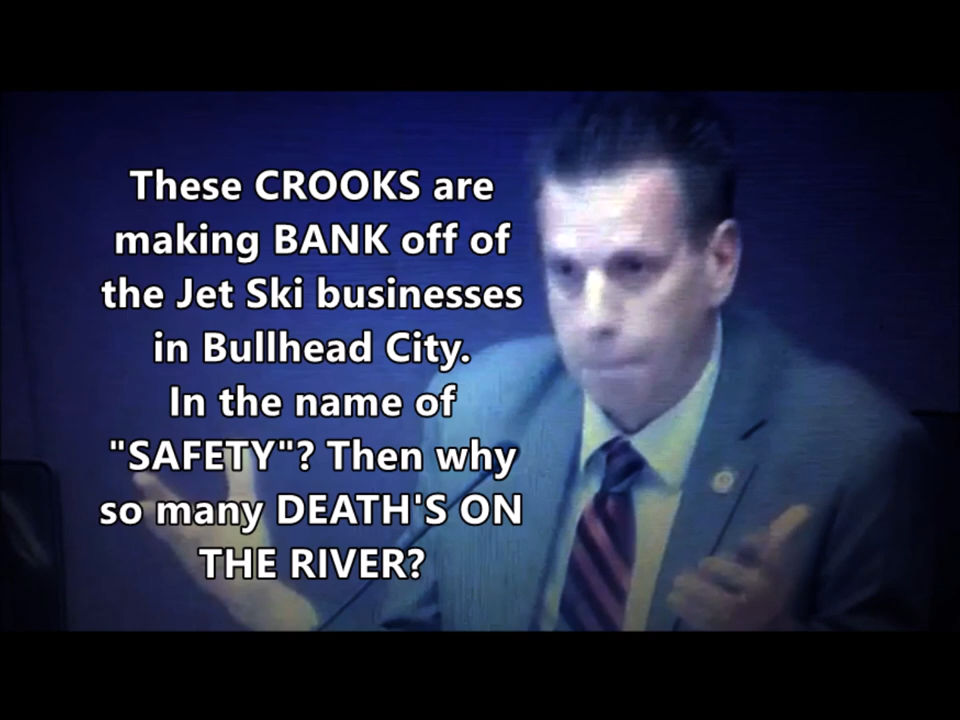 These CROOKS are
making BANK off of
the Jet Ski businesses
in Bullhead City.
In the name of
"SAFETY"? Then why
so many DEATH'S ON
THE RIVER?